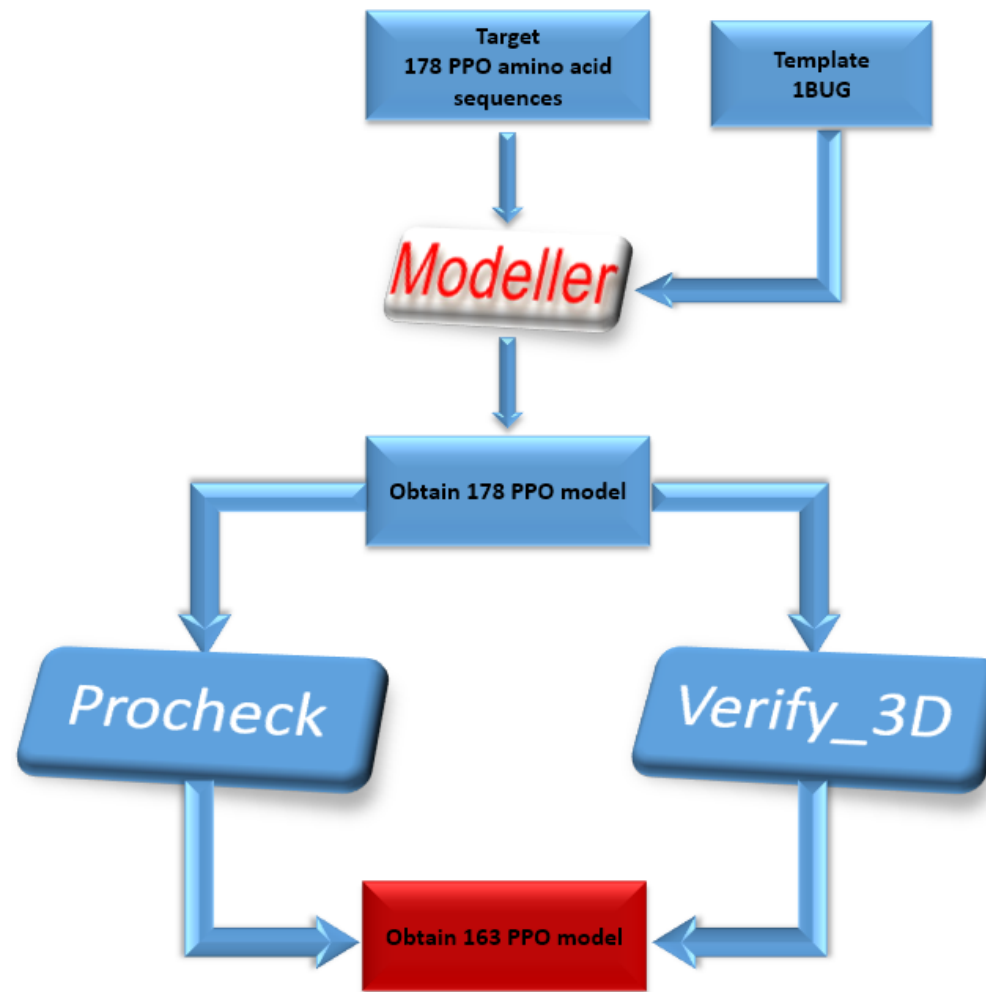 Target
178 PPO amino acid
sequences
Template
1BUG
Modeller
Obtain 178 PPO model
Procheck
Verify_3D
Obtain 163 PPO model